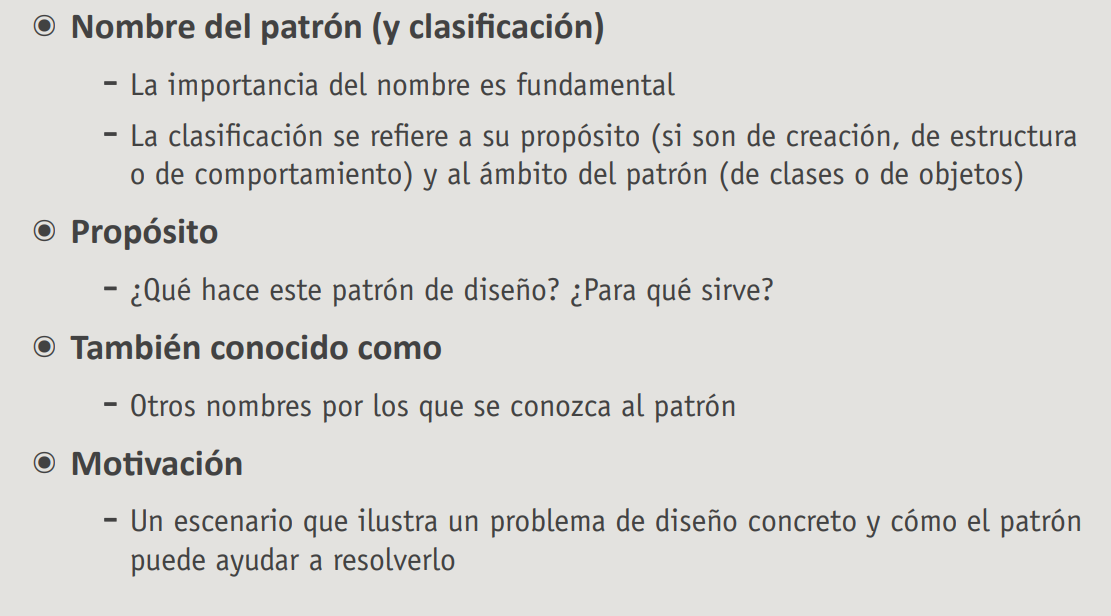 ◉ Nombre del patrón (y clasificación)
– La importancia del nombre es fundamental
– La clasificación se refiere a su propósito (si son de creación, de estructura
o de comportamiento) y al ámbito del patrón (de clases o de objetos)
◉ Propósito
– ¿Qué hace este patrón de diseño? ¿Para qué sirve?
◉ También conocido como
– Otros nombres por los que se conozca al patrón
◉ Motivación
– Un escenario que ilustra un problema de diseño concreto y cómo el patrón
puede ayudar a resolverlo